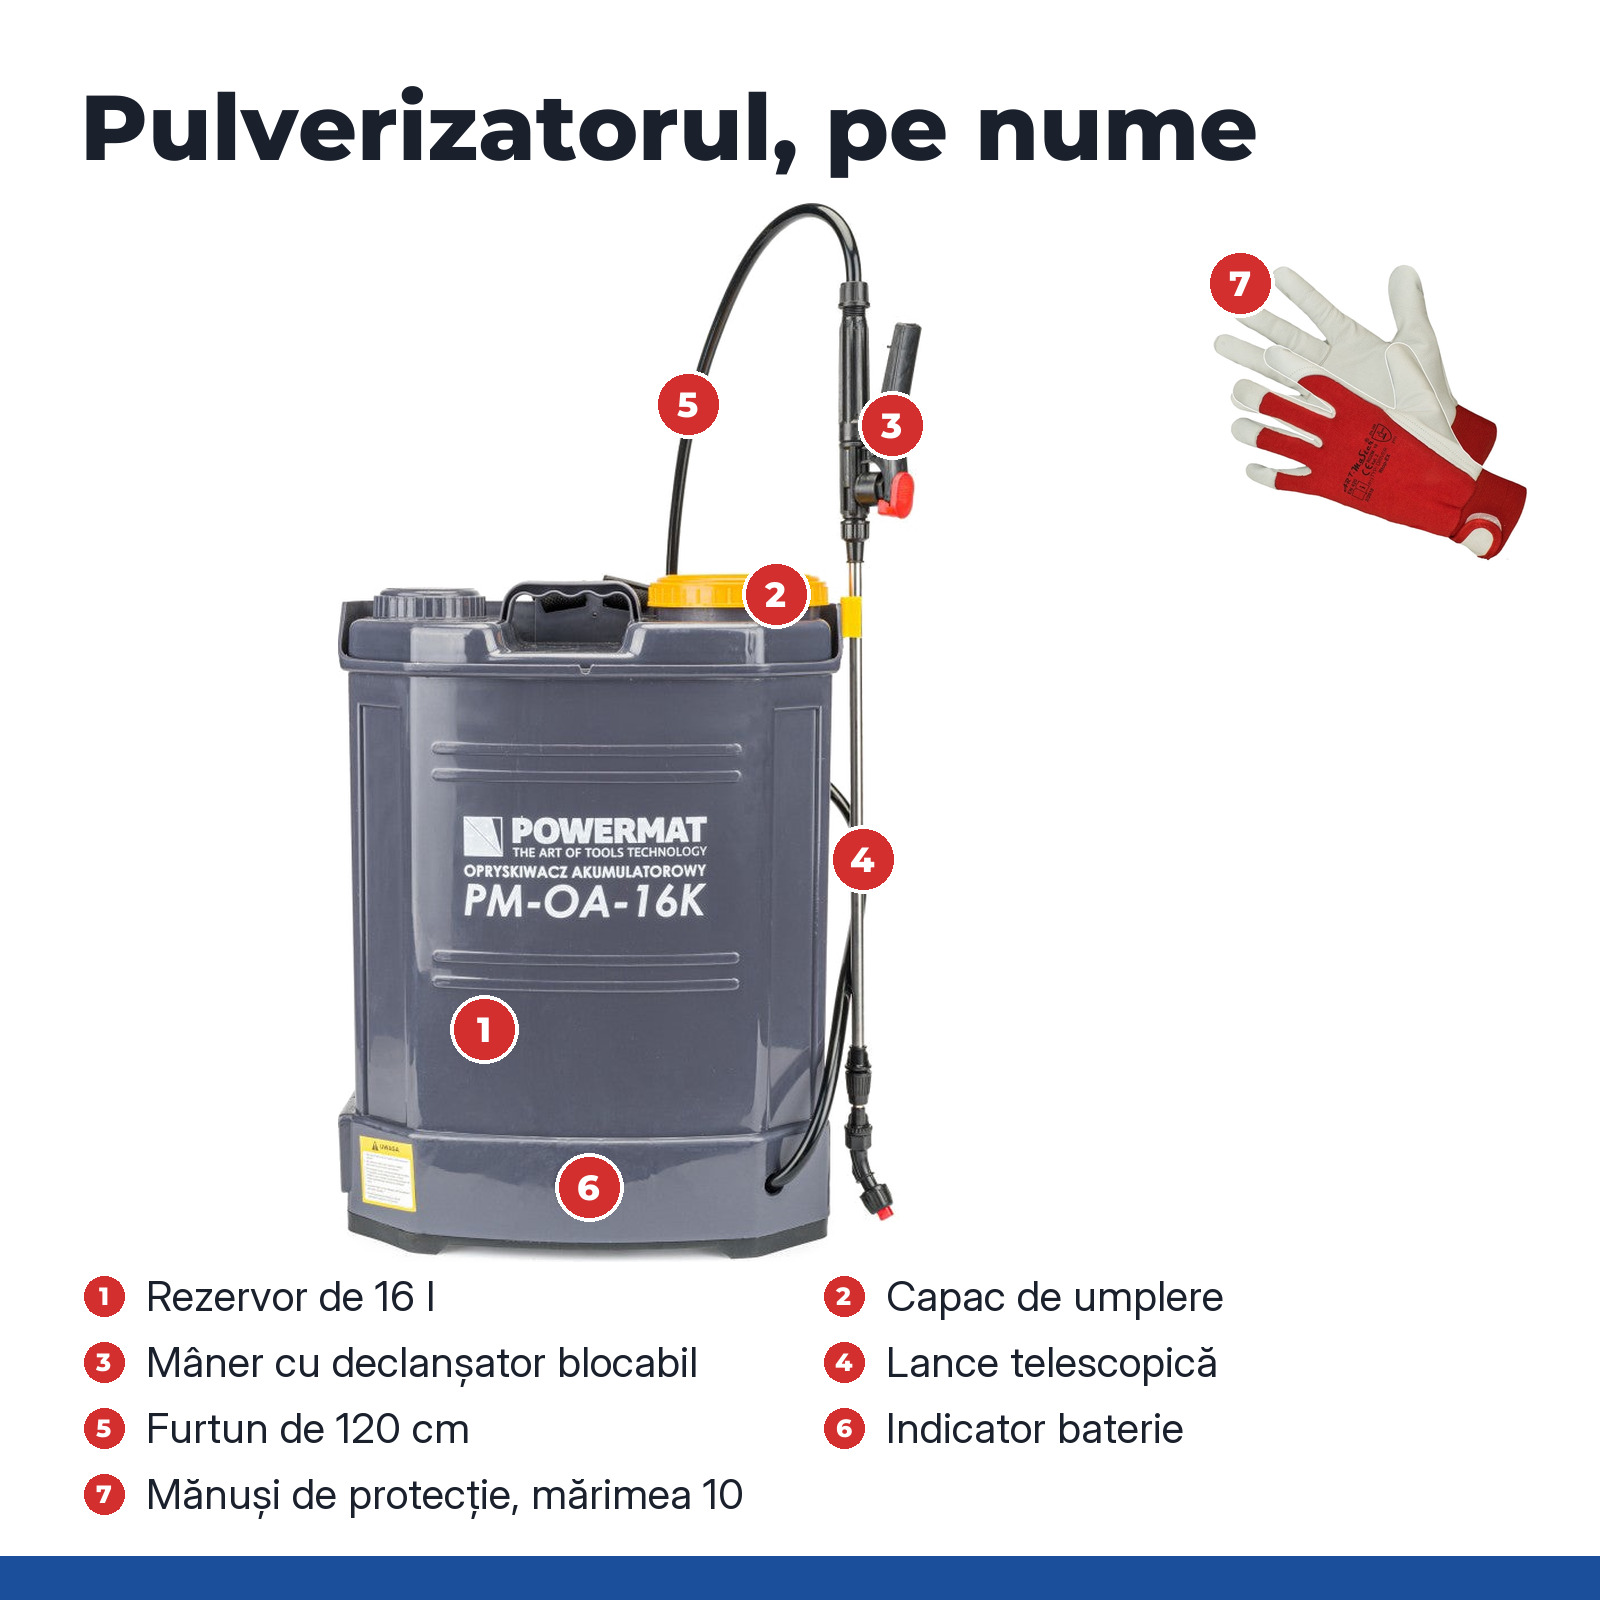 Pulverizatorul, pe nume
7
5
3
2
POWERMAT
THE ART OF TOOLS TECHNOLOGY
OPRYSKIWACZ AKUMULATOROWY
PM-OA-16K
4
1
UWAGA
6
1 Rezervor de 16 l
2 Capac de umplere
3 Mâner cu declanșator blocabil
4 Lance telescopică
5 Furtun de 120 cm
6 Indicator baterie
7 Mănuși de protecție, mărimea 10